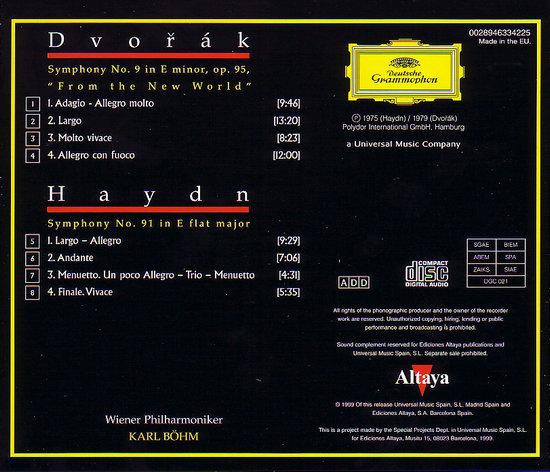 Dvořák
Symphony No. 9 in E minor, op. 95,
"From the New World"
1 1. Adagio - Allegro molto [9:46]
2 2. Largo [13:20]
3 3. Molto vivace [8:23]
4 4. Allegro con fuoco [12:00]
Haydn
Symphony No. 91 in E flat major
5 1. Largo – Allegro [9:29]
6 2. Andante [7:06]
7 3. Menuetto. Un poco Allegro – Trio – Menuetto [4:31]
8 4. Finale. Vivace [5:35]
Wiener Philharmoniker
KARL BÖHM
0028946334225
Made in the EU.
Deutsche
Grammophon
℗ 1975 (Haydn) / 1979 (Dvořák)
Polydor International GmbH, Hamburg
a Universal Music Company
ADD
COMPACT
disc
DIGITAL AUDIO
SGAE BIEM
ABEM SPA
ZAIKS SIAE
DGC 021
All rights of the phonographic producer and the owner of the recorder
work are reserved. Unauthorized copying, hiring, lending or public
performance and broadcasting is prohibited.
Sound complement reserved for Ediciones Altaya publications and
Universal Music Spain, S.L. Separate sale prohibited.
Altaya
© 1999 Of this release Universal Music Spain, S.L. Madrid Spain and
Ediciones Altaya, S.A. Barcelona Spain.
This is a project made by the Special Projects Dept. in Universal Music Spain, S.L.
for Ediciones Altaya, Musito 15, 08023 Barcelona, 1999.